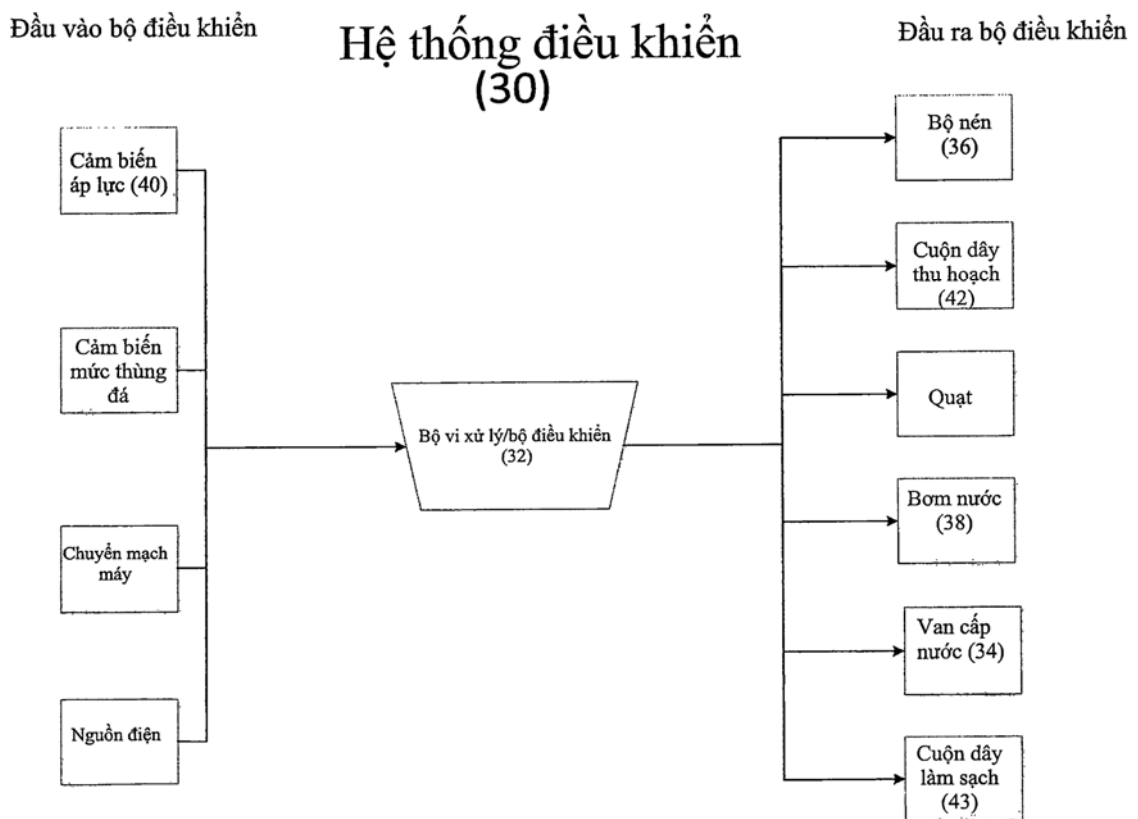 Đầu vào bộ điều khiển
Hệ thống điều khiển
(30)
Đầu ra bộ điều khiển
Cảm biến
áp lực (40)
Cảm biến
mức thùng
đá
Chuyển mạch
máy
Nguồn điện
Bộ vi xử lý/bộ điều khiển
(32)
Bộ nén
(36)
Cuộn dây
thu hoạch
(42)
Quạt
Bơm nước
(38)
Van cấp
nước (34)
Cuộn dây
làm sạch
(43)